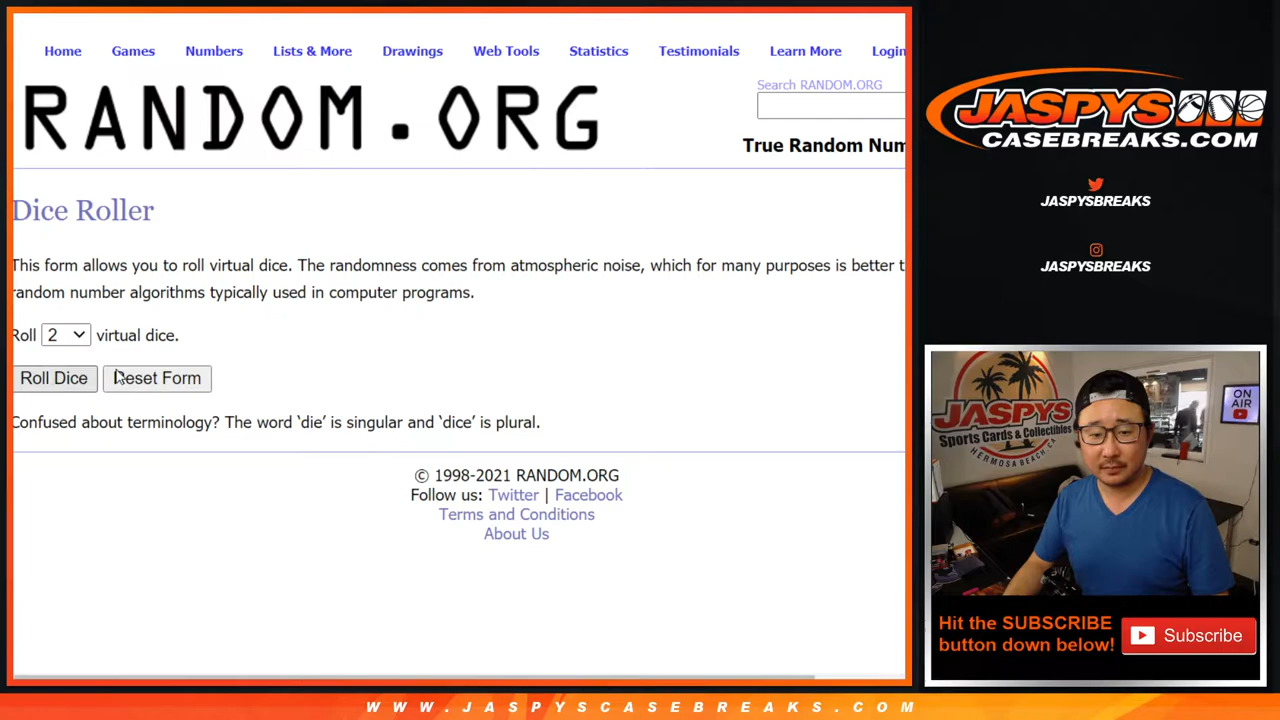 Home Games Numbers Lists & More Drawings Web Tools Statistics Testimonials Learn More Login
RANDOM.ORG
Search RANDOM.ORG
True Random Num
Dice Roller
This form allows you to roll virtual dice. The randomness comes from atmospheric noise, which for many purposes is better t
random number algorithms typically used in computer programs.
Roll 2 virtual dice.
Roll Dice Reset Form
Confused about terminology? The word ‘die’ is singular and ‘dice’ is plural.
© 1998-2021 RANDOM.ORG
Follow us: Twitter | Facebook
Terms and Conditions
About Us
JASPYS
CASEBREAKS.COM
JASPYSBREAKS
JASPYSBREAKS
JASPYS
Sports Cards & Collectibles
HERMOSA BEACH CA
ON AIR
Hit the SUBSCRIBE
button down below!
Subscribe
WWW.JASPYSCASEBREAKS.COM